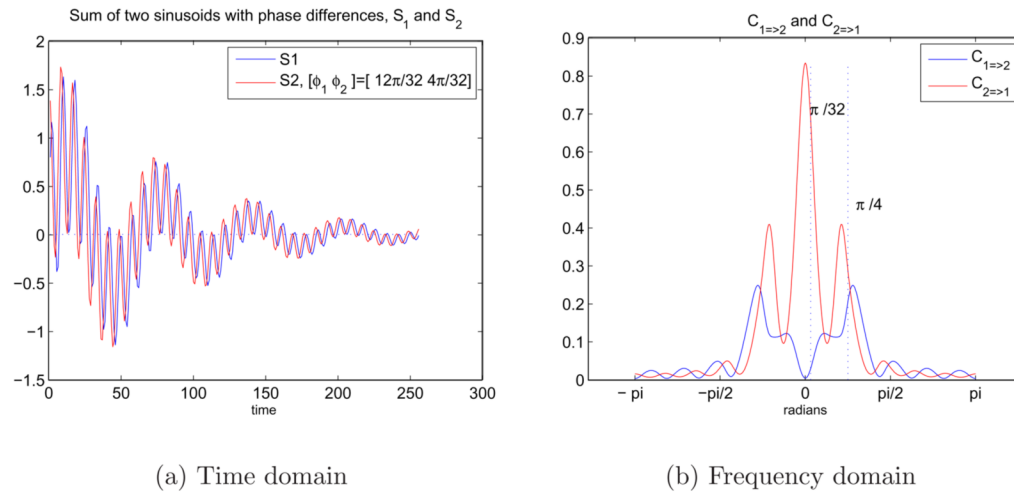 Sum of two sinusoids with phase differences, S₁ and S₂
2
1.5
1
0.5
0
−0.5
−1
−1.5
0
50
100
150
200
250
300
time
S1
S2, [ϕ₁ ϕ₂ ]=[ 12π/32 4π/32]
(a) Time domain
C₁₌>₂ and C₂₌>₁
0.9
0.8
0.7
0.6
0.5
0.4
0.3
0.2
0.1
0
− pi
−pi/2
0
pi/2
pi
radians
C₁₌>₂
C₂₌>₁
π /32
π /4
(b) Frequency domain